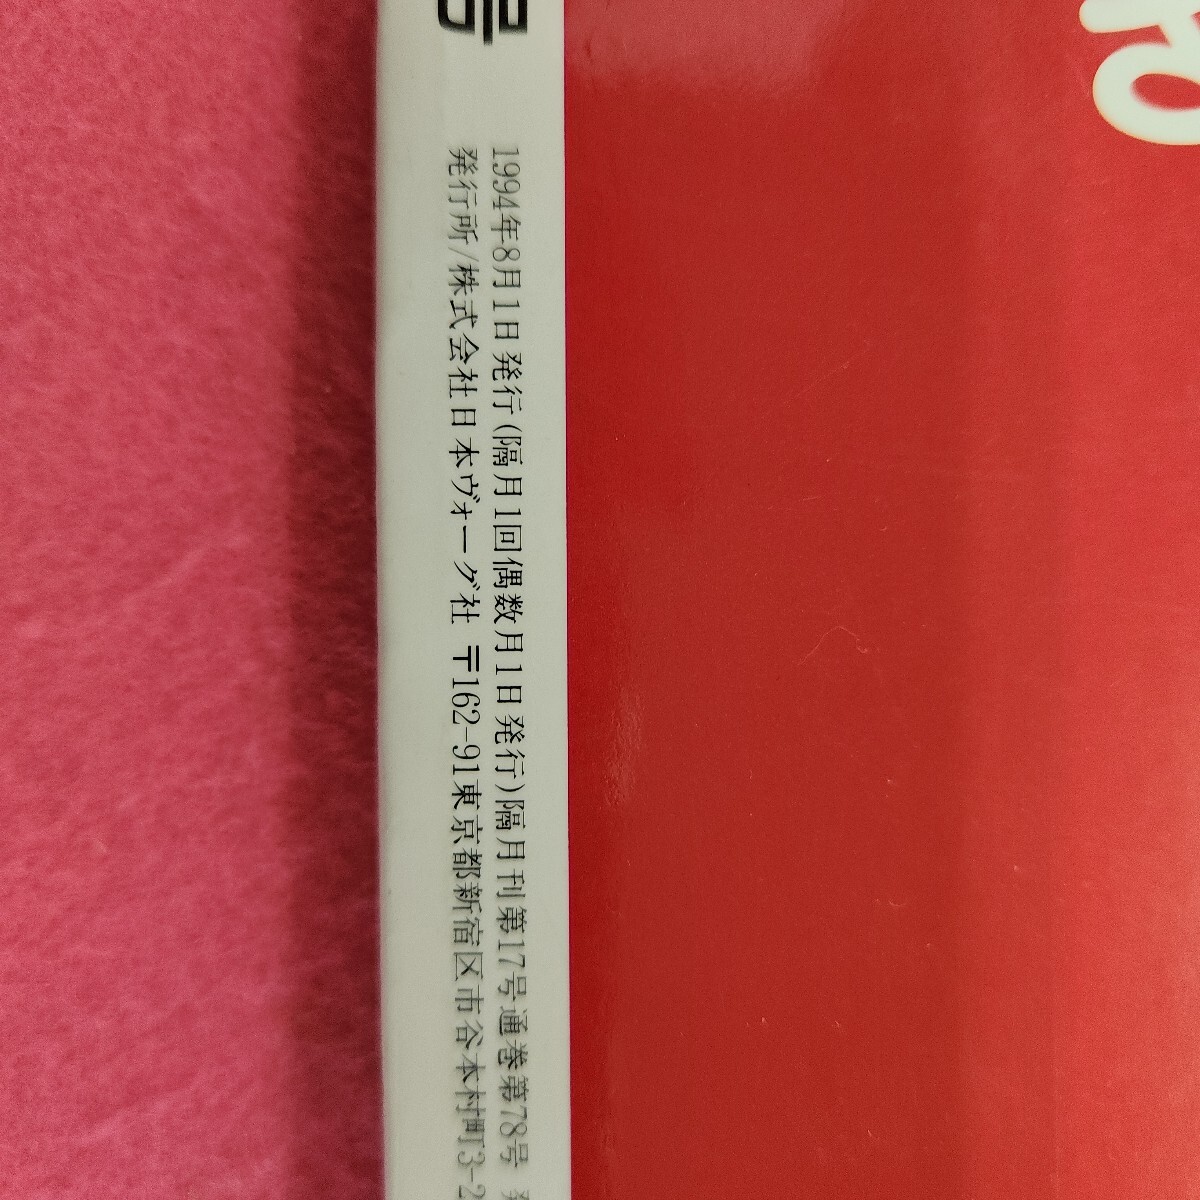 号
1994年8月1日発行(隔月1回偶数月1日発行)隔月刊第17号通巻第78号
発行所/株式会社日本ヴォーグ社 〒162-91東京都新宿区市谷本村町3-2